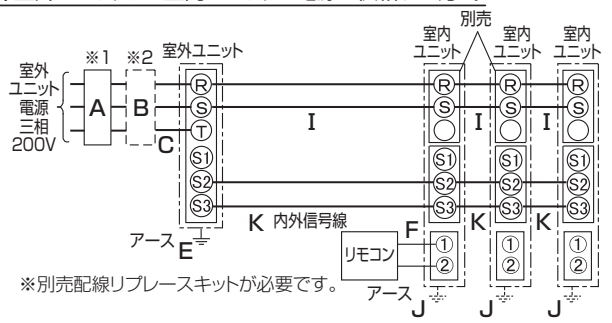 別売
※1 ※2 室外ユニット 室内ユニット 室内ユニット 室内ユニット
室外
ユニット
電源
三相
200V
A B C
R S T S1 S2 S3
I I I
R S S1 S2 S3 1 2
R S S1 S2 S3 1 2
R S S1 S2 S3 1 2
K 内外信号線 F K K
アース E
リモコン
※別売配線リプレースキットが必要です。
アース J J J